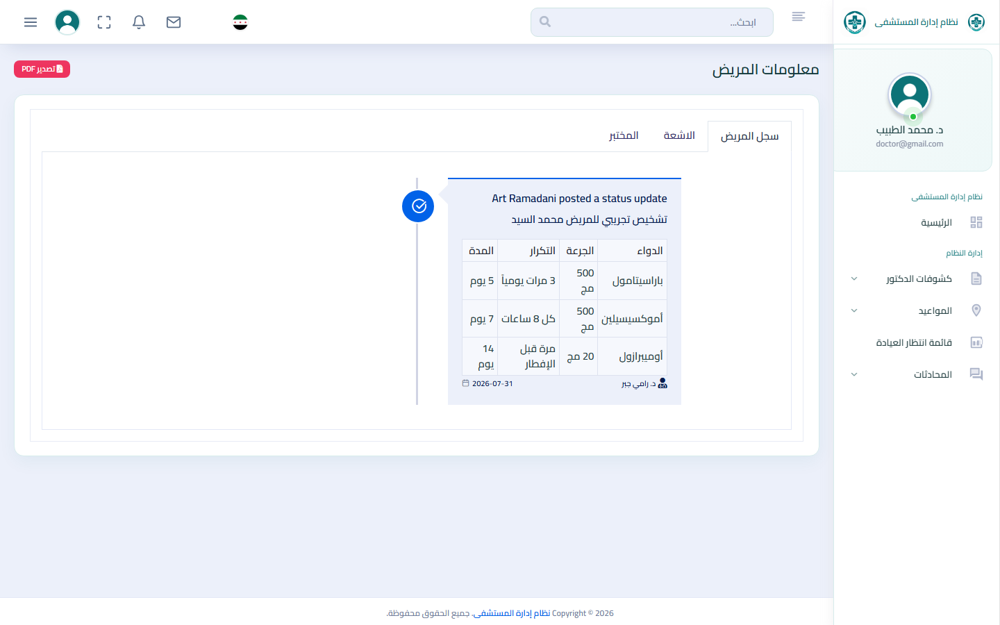 نظام إدارة المستشفى
ابحث...
د. محمد الطبيب
doctor@gmail.com
نظام إدارة المستشفى
الرئيسية
إدارة النظام
كشوفات الدكتور
المواعيد
قائمة انتظار العيادة
المحادثات
معلومات المريض
تصدير PDF
سجل المريض
الاشعة
المختبر
Art Ramadani posted a status update
تشخيص تجريبي للمريض محمد السيد
الدواء الجرعة التكرار المدة
باراسيتامول 500 مج 3 مرات يومياً 5 يوم
أموكسيسيلين 500 مج كل 8 ساعات 7 يوم
أوميبرازول 20 مج مرة قبل الإفطار 14 يوم
د. رامي جبر
2026-07-31
Copyright © 2026 نظام إدارة المستشفى. جميع الحقوق محفوظة.